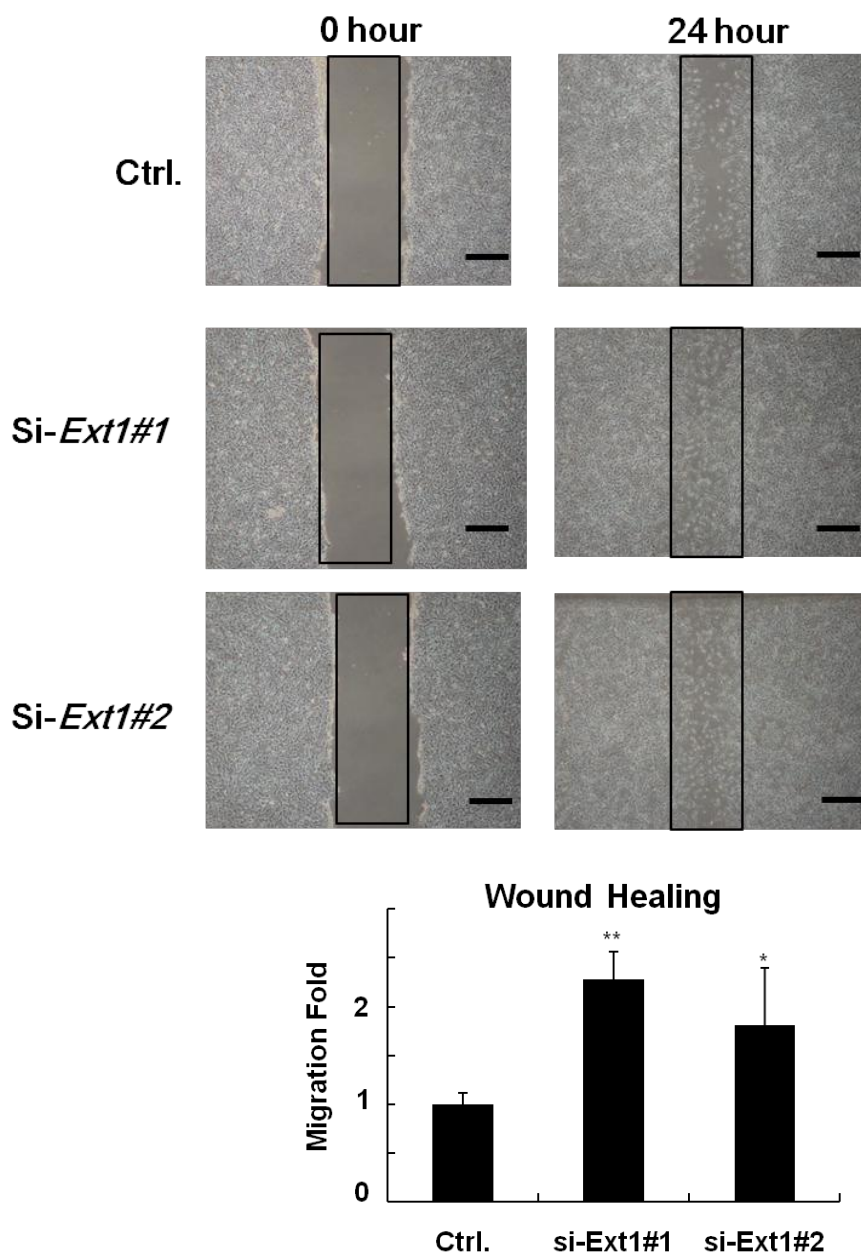 0 hour 24 hour
Ctrl.
Si-Ext1#1
Si-Ext1#2
Wound Healing
Migration Fold
2
1
0
**
*
Ctrl. si-Ext1#1 si-Ext1#2